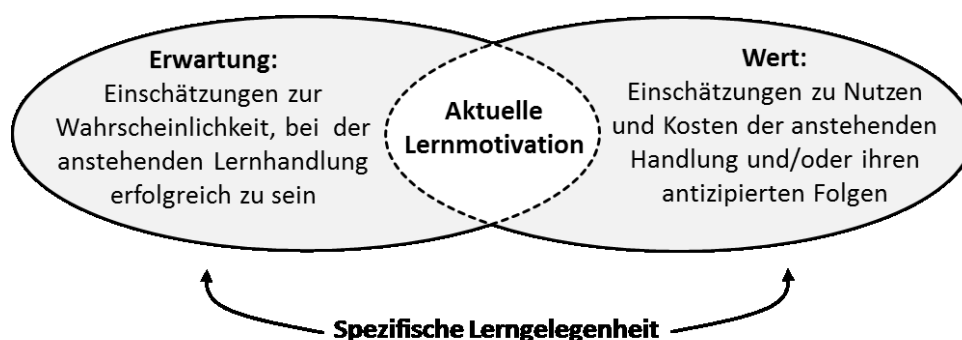 Erwartung:
Einschätzungen zur
Wahrscheinlichkeit, bei der
anstehenden Lernhandlung
erfolgreich zu sein
Aktuelle
Lernmotivation
Wert:
Einschätzungen zu Nutzen
und Kosten der anstehenden
Handlung und/oder ihren
antizipierten Folgen
Spezifische Lerngelegenheit